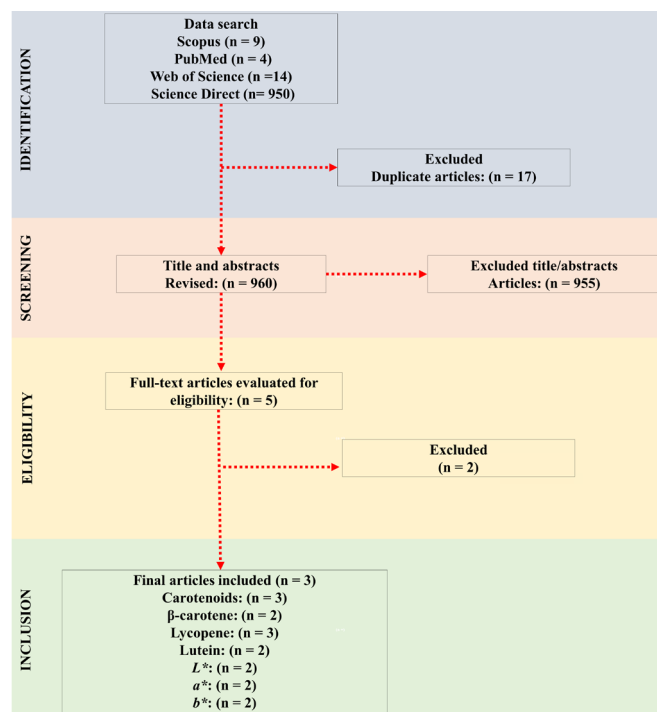 IDENTIFICATION
Data search
Scopus (n = 9)
PubMed (n = 4)
Web of Science (n =14)
Science Direct (n= 950)
Excluded
Duplicate articles: (n = 17)
SCREENING
Title and abstracts
Revised: (n = 960)
Excluded title/abstracts
Articles: (n = 955)
ELIGIBILITY
Full-text articles evaluated for
eligibility: (n = 5)
Excluded
(n = 2)
INCLUSION
Final articles included (n = 3)
Carotenoids: (n = 3)
β-carotene: (n = 2)
Lycopene: (n = 3)
Lutein: (n = 2)
L*: (n = 2)
a*: (n = 2)
b*: (n = 2)